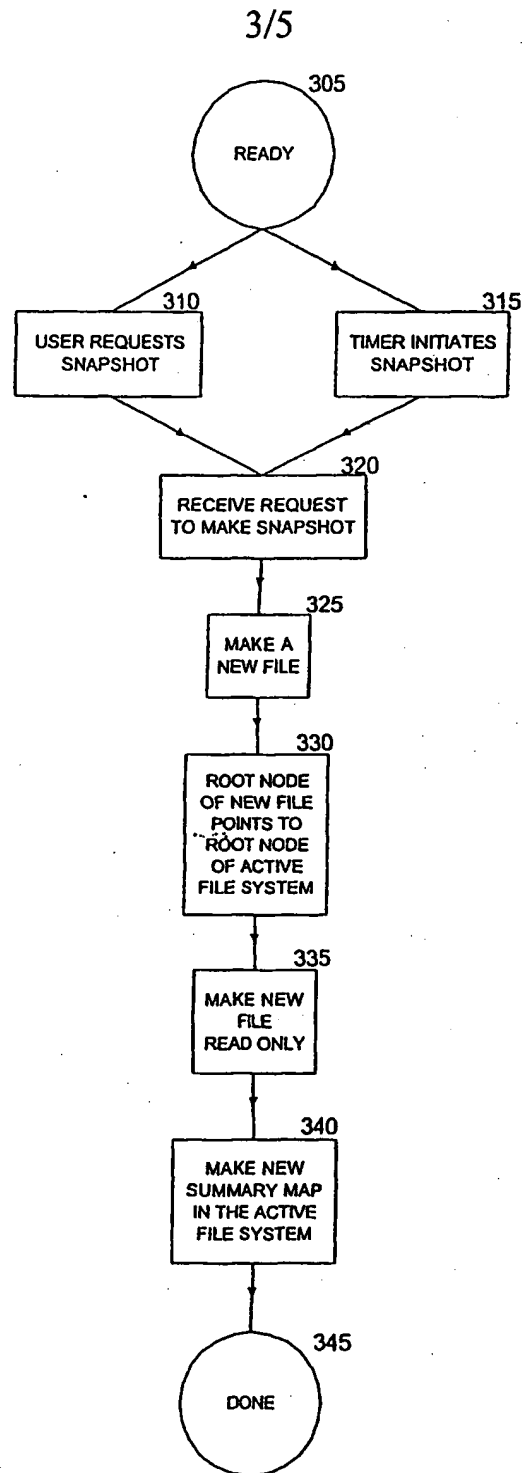 3/5
305
READY
310
USER REQUESTS
SNAPSHOT
315
TIMER INITIATES
SNAPSHOT
320
RECEIVE REQUEST
TO MAKE SNAPSHOT
325
MAKE A
NEW FILE
330
ROOT NODE
OF NEW FILE
POINTS TO
ROOT NODE
OF ACTIVE
FILE SYSTEM
335
MAKE NEW
FILE
READ ONLY
340
MAKE NEW
SUMMARY MAP
IN THE ACTIVE
FILE SYSTEM
345
DONE